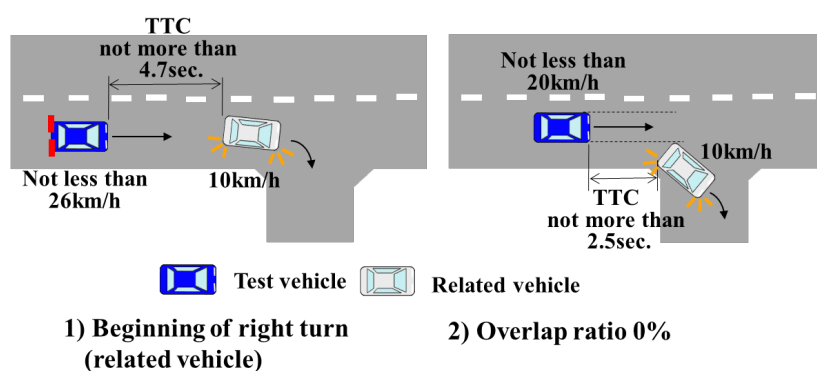 TTC
not more than
4.7sec.
Not less than
26km/h
10km/h
Not less than
20km/h
10km/h
TTC
not more than
2.5sec.
Test vehicle
Related vehicle
1) Beginning of right turn
(related vehicle)
2) Overlap ratio 0%